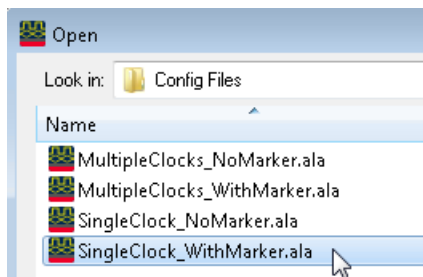 Open
Look in: Config Files
Name
MultipleClocks_NoMarker.ala
MultipleClocks_WithMarker.ala
SingleClock_NoMarker.ala
SingleClock_WithMarker.ala